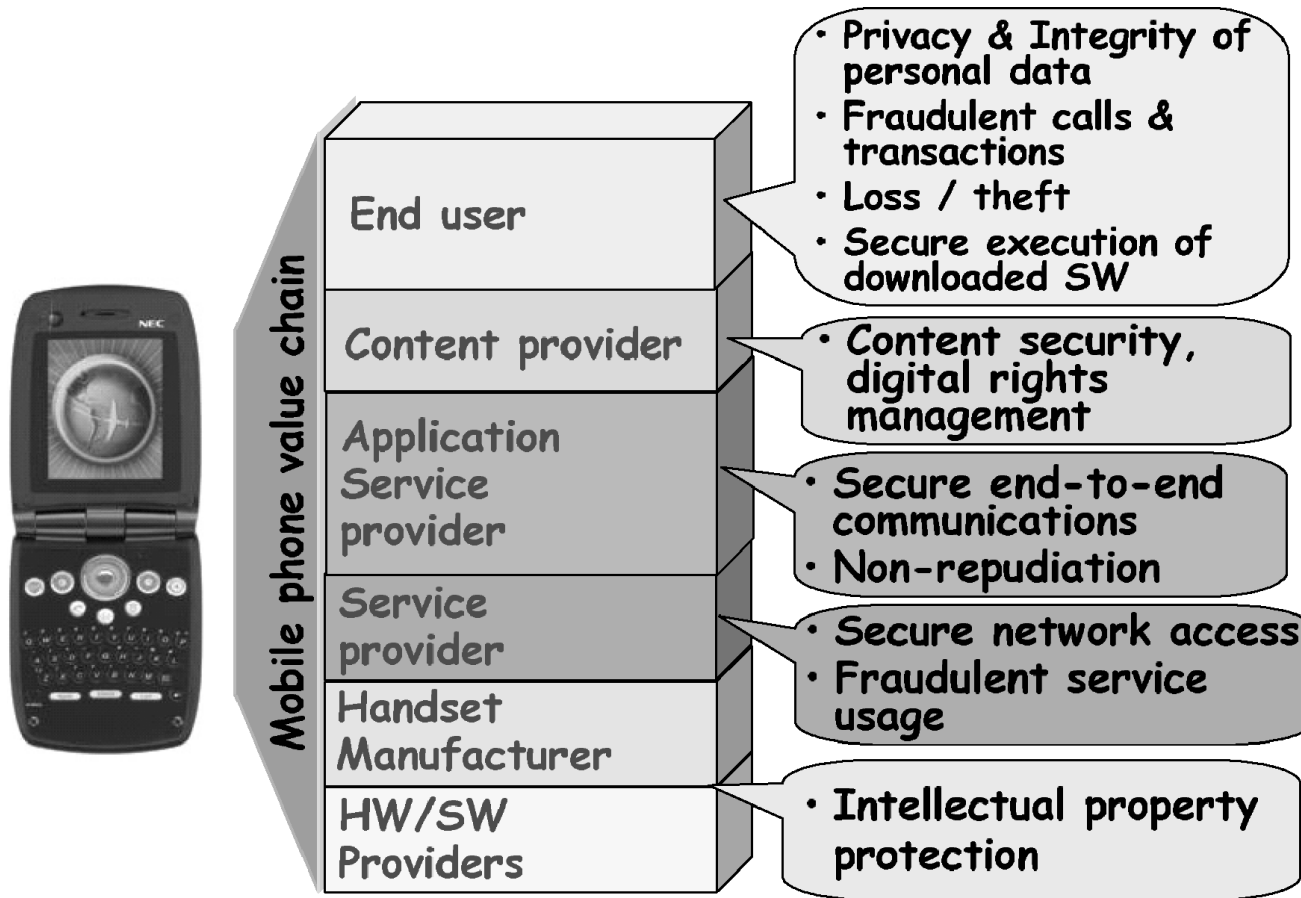 NEC
Mobile phone value chain
End user
Content provider
Application
Service
provider
Service
provider
Handset
Manufacturer
HW/SW
Providers
· Privacy & Integrity of
personal data
· Fraudulent calls &
transactions
· Loss / theft
· Secure execution of
downloaded SW
· Content security,
digital rights
management
· Secure end-to-end
communications
· Non-repudiation
· Secure network access
· Fraudulent service
usage
· Intellectual property
protection